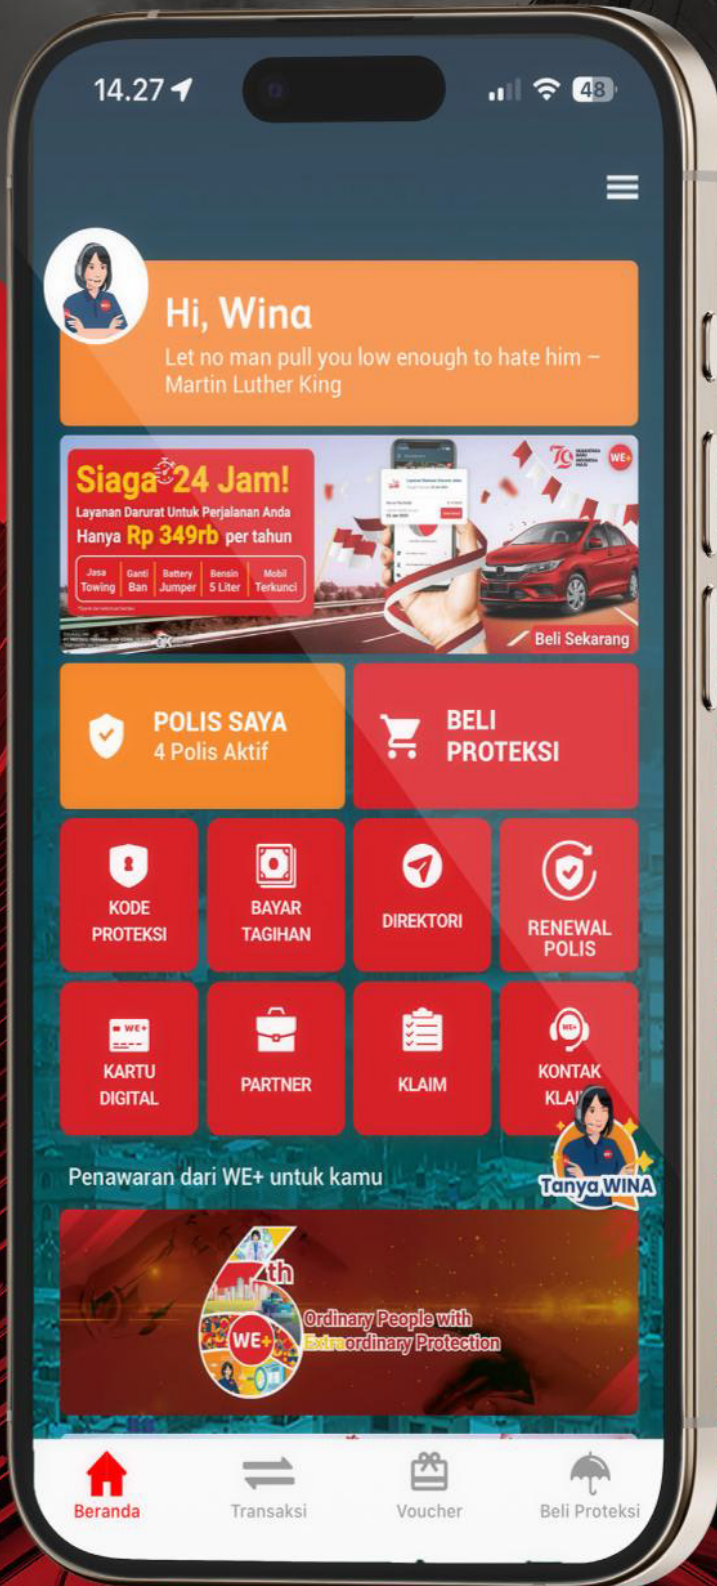 14.27
48
Hi, Wina
Let no man pull you low enough to hate him –
Martin Luther King
Siaga 24 Jam!
Layanan Darurat Untuk Perjalanan Anda
Hanya Rp 349rb per tahun
Jasa Towing
Ganti Ban
Battery Jumper
Bensin 5 Liter
Mobil Terkunci
79
WE+
Beli Sekarang
POLIS SAYA
4 Polis Aktif
BELI
PROTEKSI
KODE
PROTEKSI
BAYAR
TAGIHAN
DIREKTORI
RENEWAL
POLIS
WE+
KARTU
DIGITAL
PARTNER
KLAIM
WE+
KONTAK
Tanya WINA
Penawaran dari WE+ untuk kamu
6th
WE+
Ordinary People with
Extraordinary Protection
Beranda
Transaksi
Voucher
Beli Proteksi